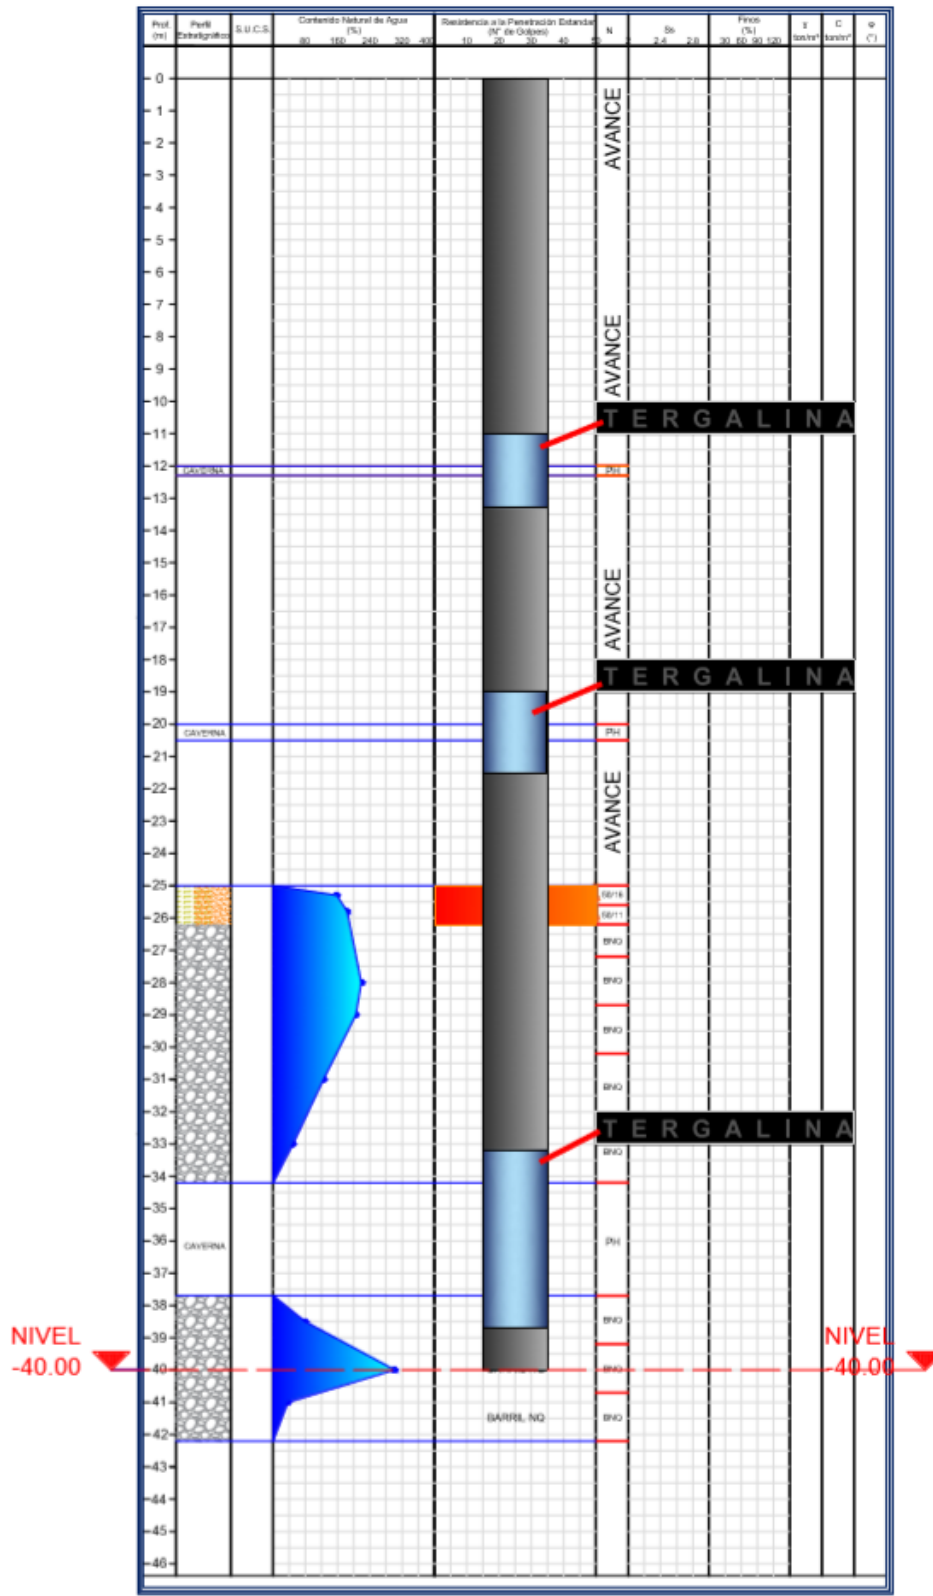 Prof. (m)
Perfil Estratigráfico
S.U.C.S.
Contenido Natural de Agua
(%)
80 160 240 320 400
Resistencia a la Penetración Estandar
(N° de Golpes)
10 20 30 40 50
N
Ss
2.4 2.8
Finos
(%)
30 60 90 120
γ ton/m³
C ton/m²
φ (°)
0
AVANCE
1
2
3
4
5
6
7
8
AVANCE
9
10
TERGALINA
11
12
CAVERNA PH
13
14
15
16
AVANCE
17
18
TERGALINA
19
20
CAVERNA PH
21
22
AVANCE
23
24
25
50/16
50/11
26
BNQ
27
28
BNQ
29
BNQ
30
31
BNQ
32
TERGALINA
33
BNQ
34
35
36
CAVERNA PH
37
38
BNQ
39
NIVEL
-40.00
40
BNQ
NIVEL
-40.00
41
BARRIL NQ BNQ
42
43
44
45
46